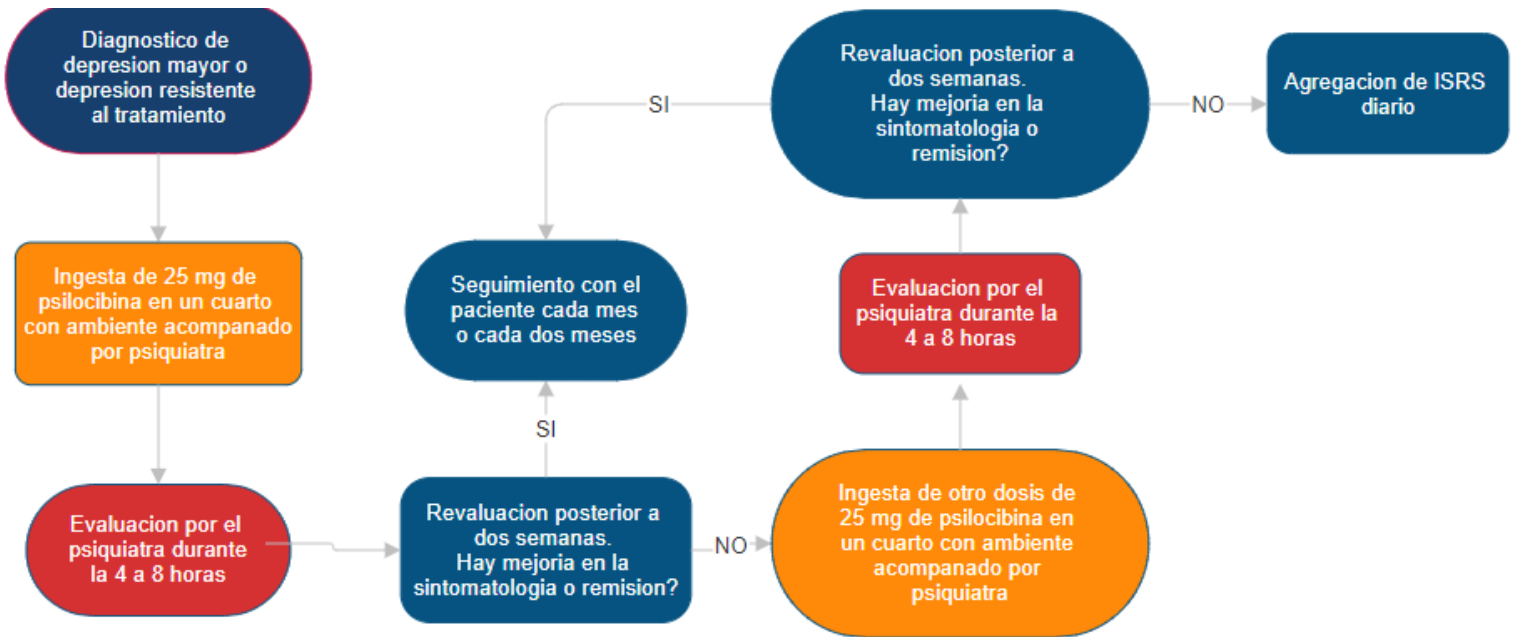 Diagnostico de
depresion mayor o
depresion resistente
al tratamiento
Ingesta de 25 mg de
psilocibina en un cuarto
con ambiente acompanado
por psiquiatra
Evaluacion por el
psiquiatra durante
la 4 a 8 horas
Revaluacion posterior a
dos semanas.
Hay mejoria en la
sintomatologia o remision?
SI
Seguimiento con el
paciente cada mes
o cada dos meses
NO
Ingesta de otro dosis de
25 mg de psilocibina en
un cuarto con ambiente
acompanado por
psiquiatra
Evaluacion por el
psiquiatra durante la
4 a 8 horas
Revaluacion posterior a
dos semanas.
Hay mejoria en la
sintomatologia o
remision?
SI
NO
Agregacion de ISRS
diario